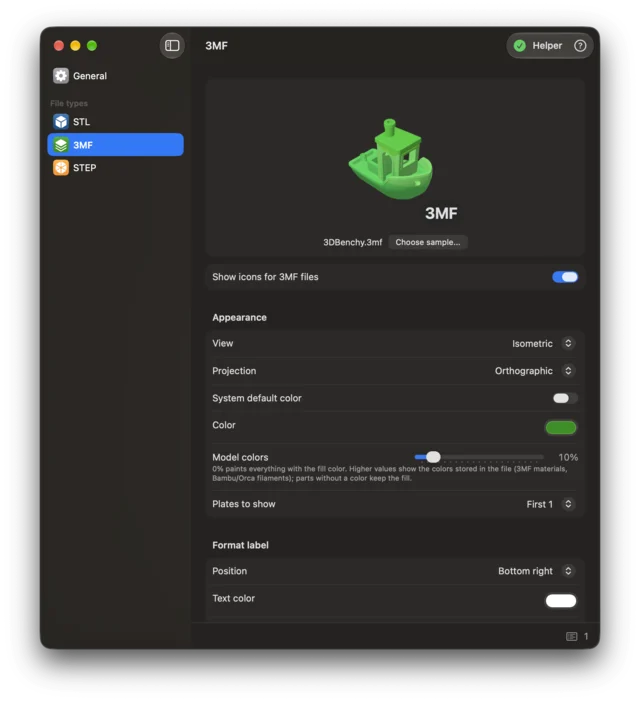 3MF
Helper
?
General
File types
STL
3MF
STEP
3MF
3DBenchy.3mf
Choose sample...
Show icons for 3MF files
Appearance
View
Isometric
Projection
Orthographic
System default color
Color
Model colors
10%
0% paints everything with the fill color. Higher values show the colors stored in the file (3MF materials,
Bambu/Orca filaments); parts without a color keep the fill.
Plates to show
First 1
Format label
Position
Bottom right
Text color
1